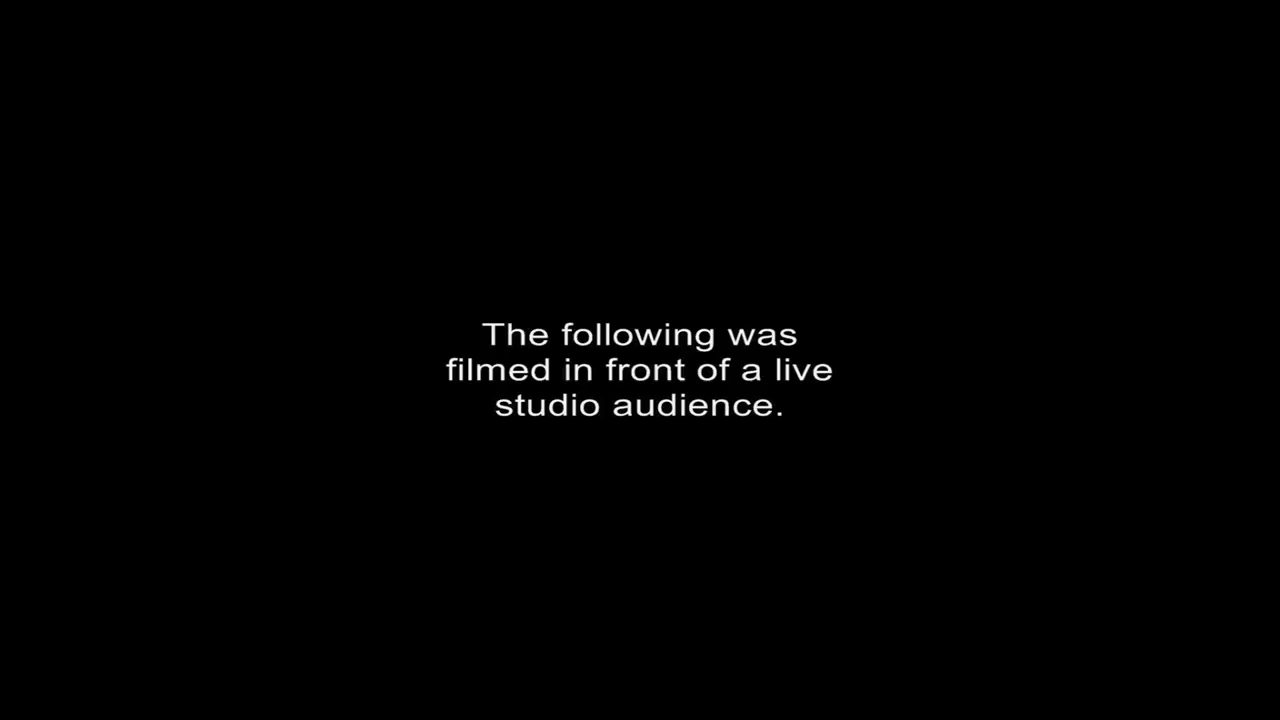 The following was
filmed in front of a live
studio audience.